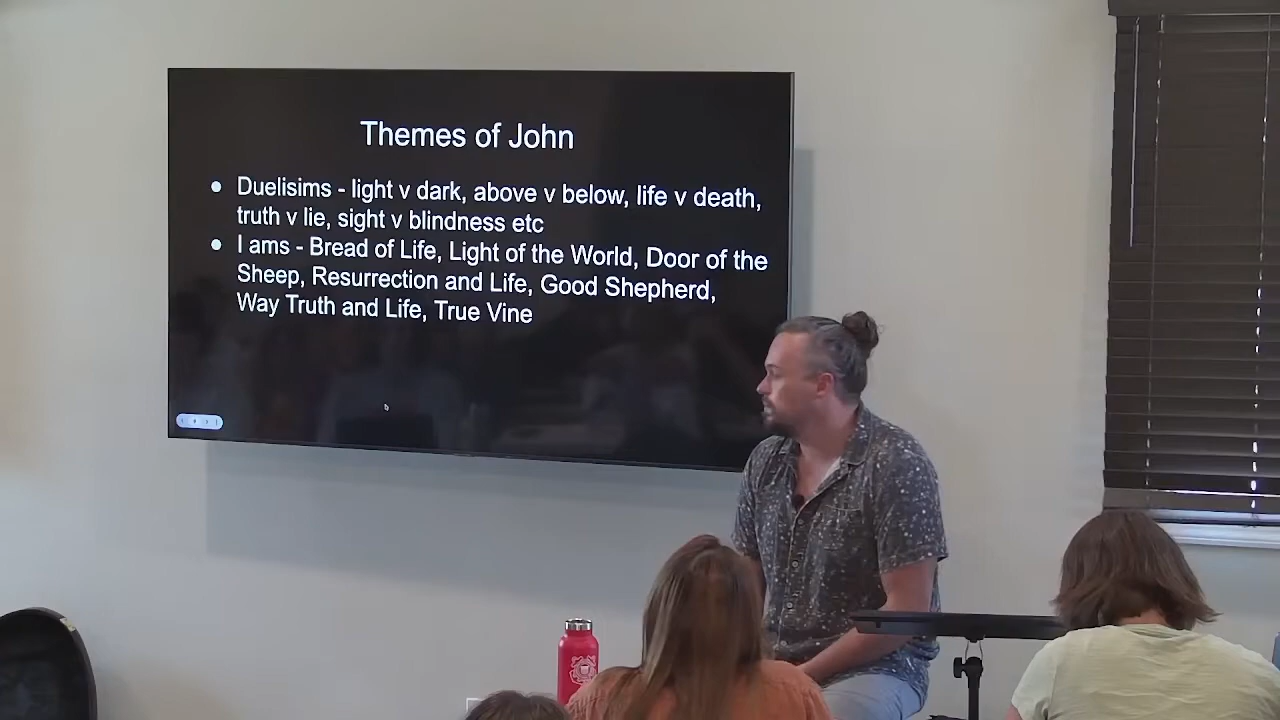 Themes of John
● Duelisims - light v dark, above v below, life v death,
truth v lie, sight v blindness etc
● I ams - Bread of Life, Light of the World, Door of the
Sheep, Resurrection and Life, Good Shepherd,
Way Truth and Life, True Vine